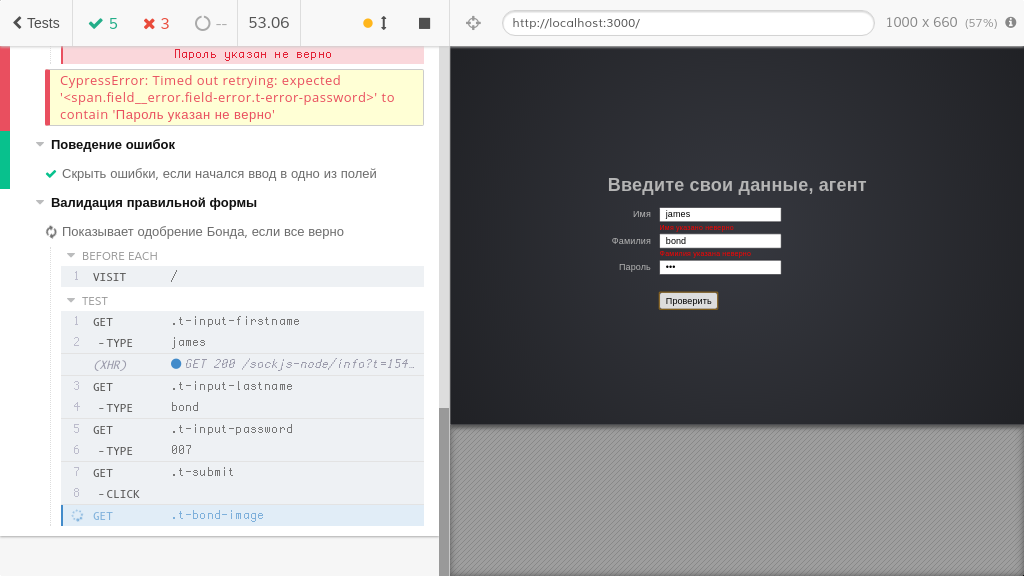 Tests 5 3 -- 53.06
http://localhost:3000/ 1000 x 660 (57%)
Пароль указан не верно
CypressError: Timed out retrying: expected
'<span.field__error.field-error.t-error-password>' to
contain 'Пароль указан не верно'
Поведение ошибок
Скрыть ошибки, если начался ввод в одно из полей
Валидация правильной формы
Показывает одобрение Бонда, если все верно
BEFORE EACH
1 VISIT /
TEST
1 GET .t-input-firstname
2 -TYPE james
(XHR) GET 200 /sockjs-node/info?t=154…
3 GET .t-input-lastname
4 -TYPE bond
5 GET .t-input-password
6 -TYPE 007
7 GET .t-submit
8 -CLICK
GET .t-bond-image
Введите свои данные, агент
Имя james
Фамилия bond
Пароль •••
Проверить